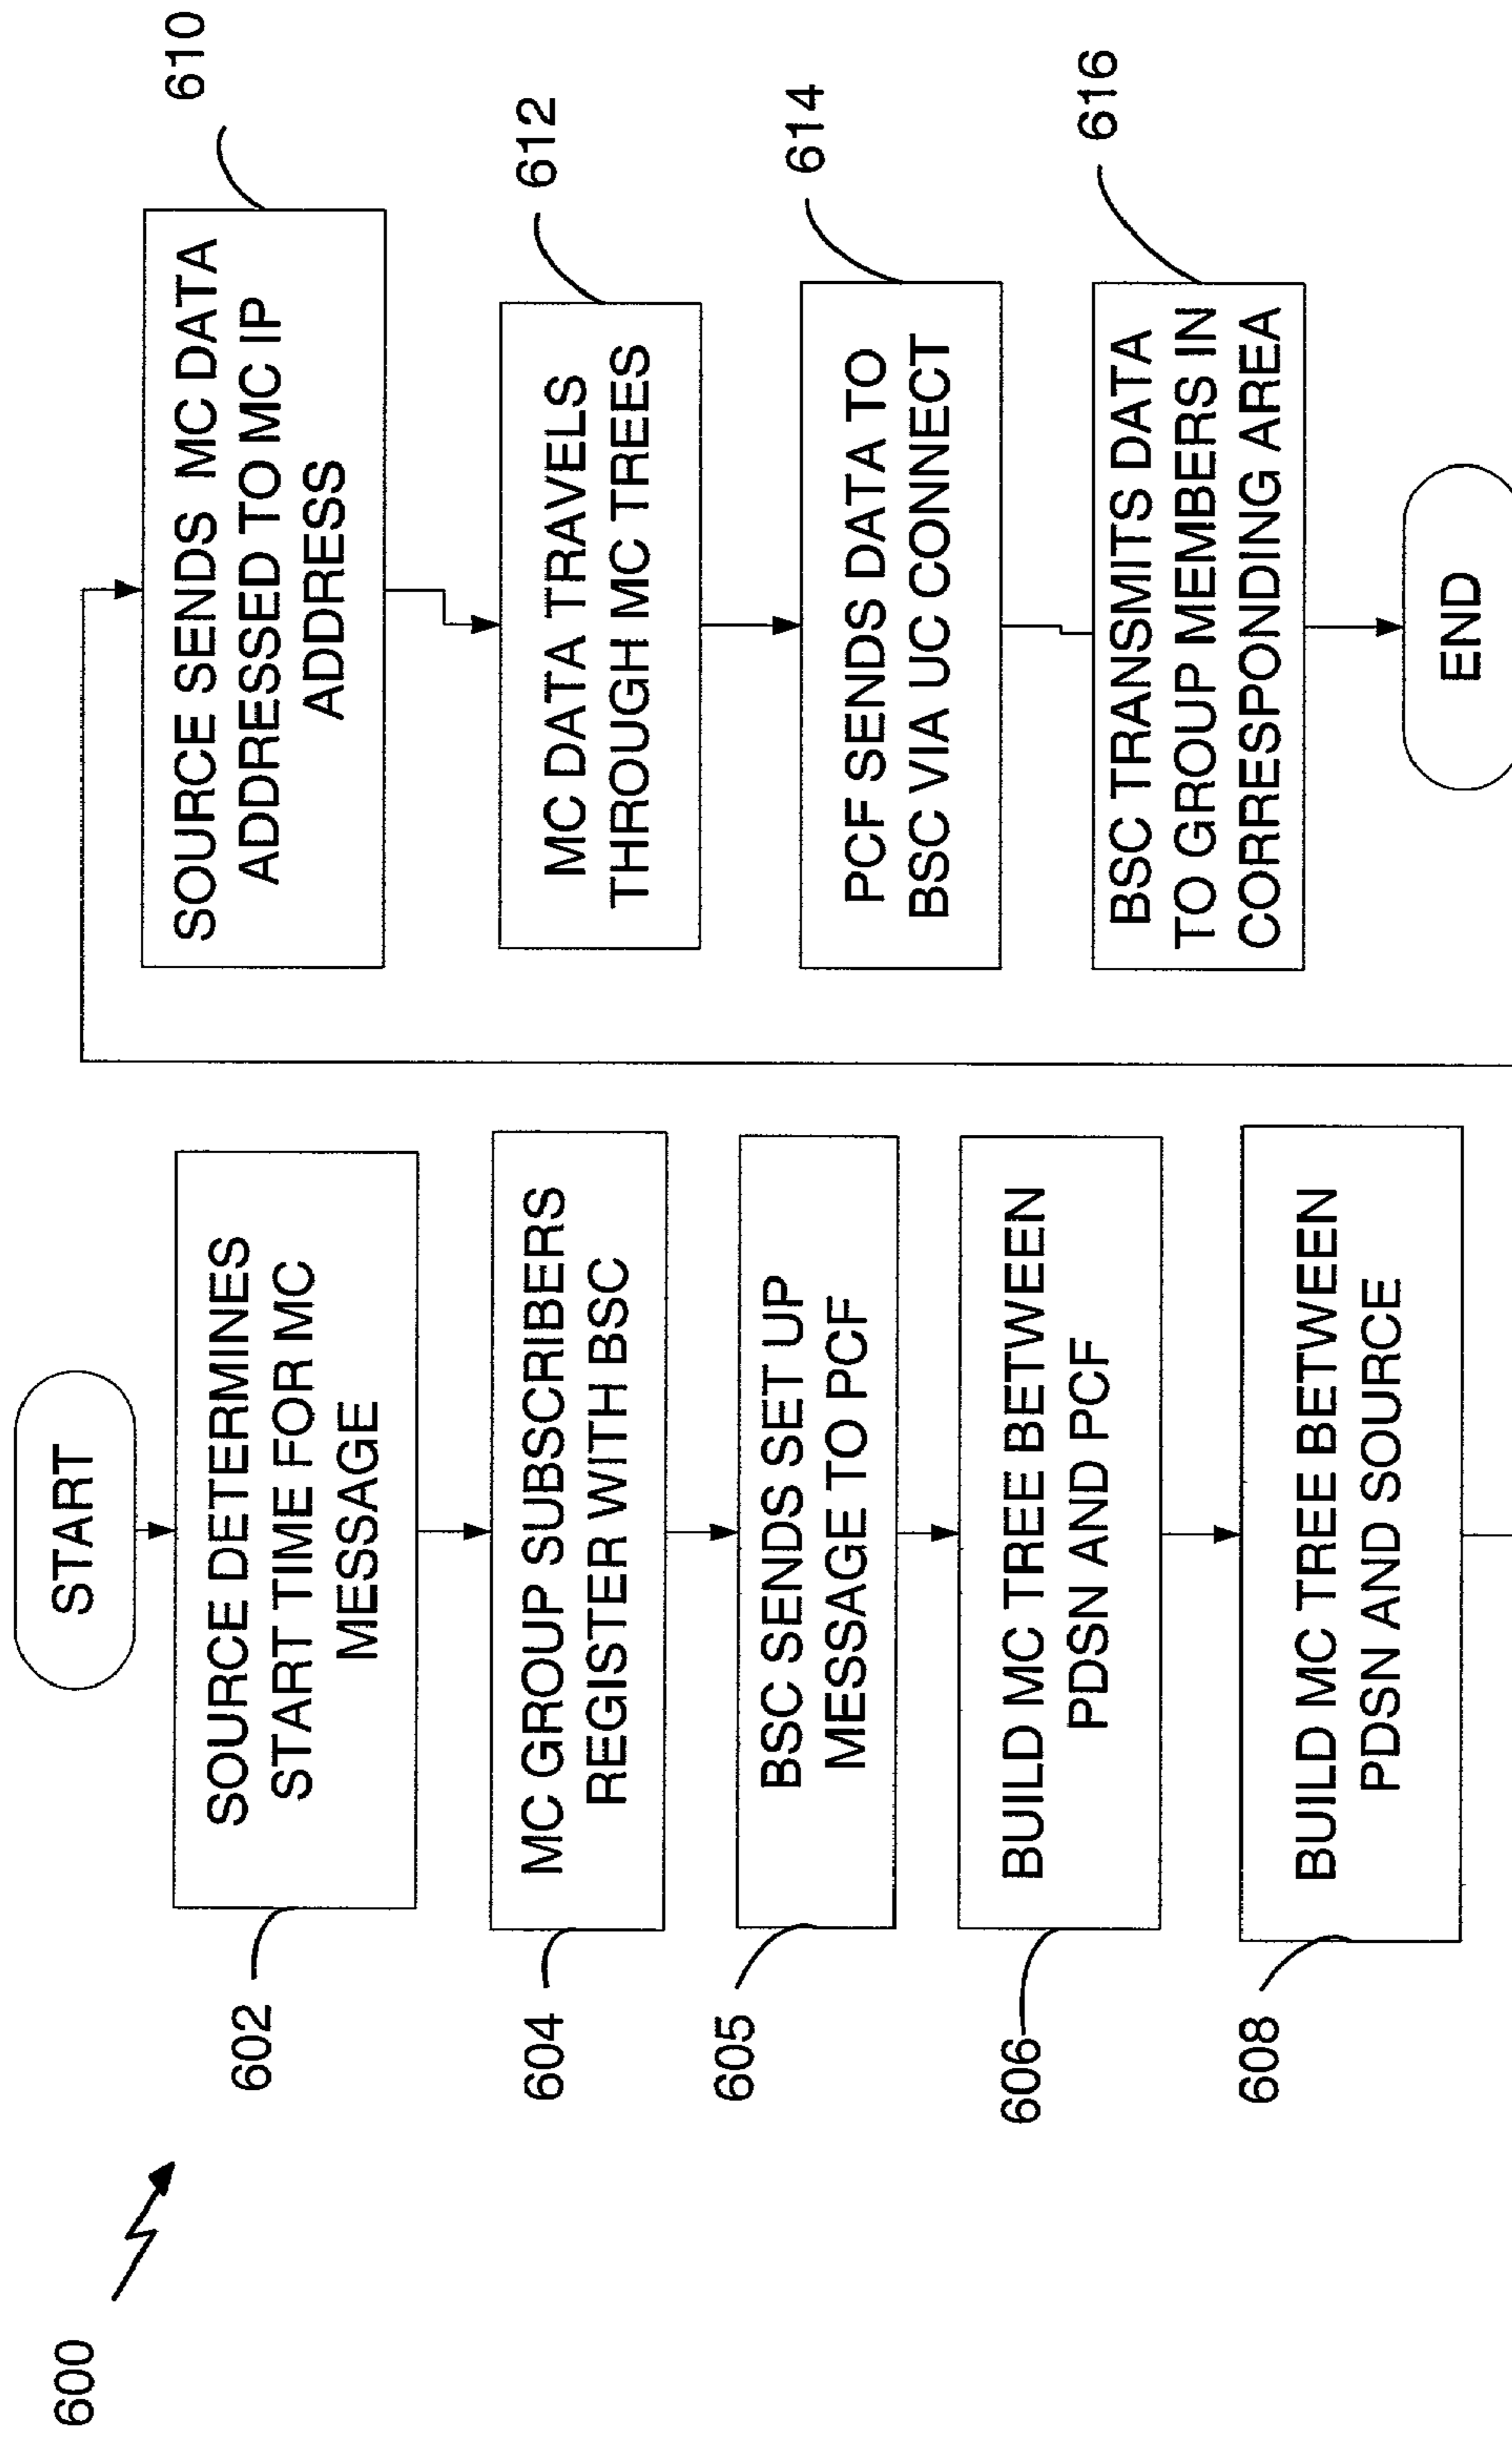 600
START
602
SOURCE DETERMINES
START TIME FOR MC
MESSAGE
604
MC GROUP SUBSCRIBERS
REGISTER WITH BSC
605
BSC SENDS SET UP
MESSAGE TO PCF
606
BUILD MC TREE BETWEEN
PDSN AND PCF
608
BUILD MC TREE BETWEEN
PDSN AND SOURCE
610
SOURCE SENDS MC DATA
ADDRESSED TO MC IP
ADDRESS
612
MC DATA TRAVELS
THROUGH MC TREES
614
PCF SENDS DATA TO
BSC VIA UC CONNECT
616
BSC TRANSMITS DATA
TO GROUP MEMBERS IN
CORRESPONDING AREA
END